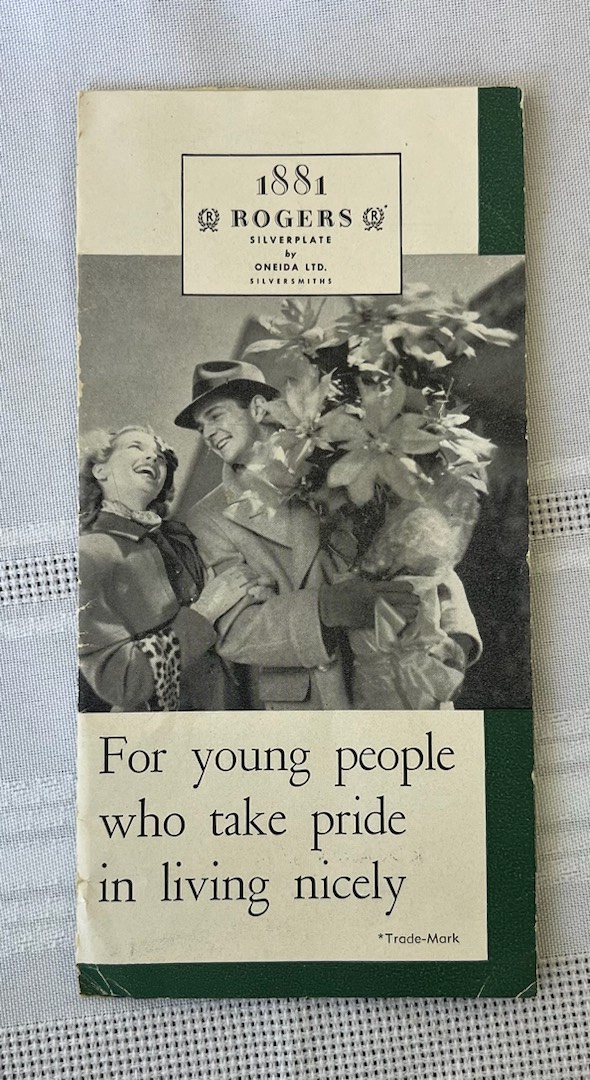 1881
R ROGERS R*
SILVERPLATE
by
ONEIDA LTD.
SILVERSMITHS
For young people
who take pride
in living nicely
*Trade-Mark